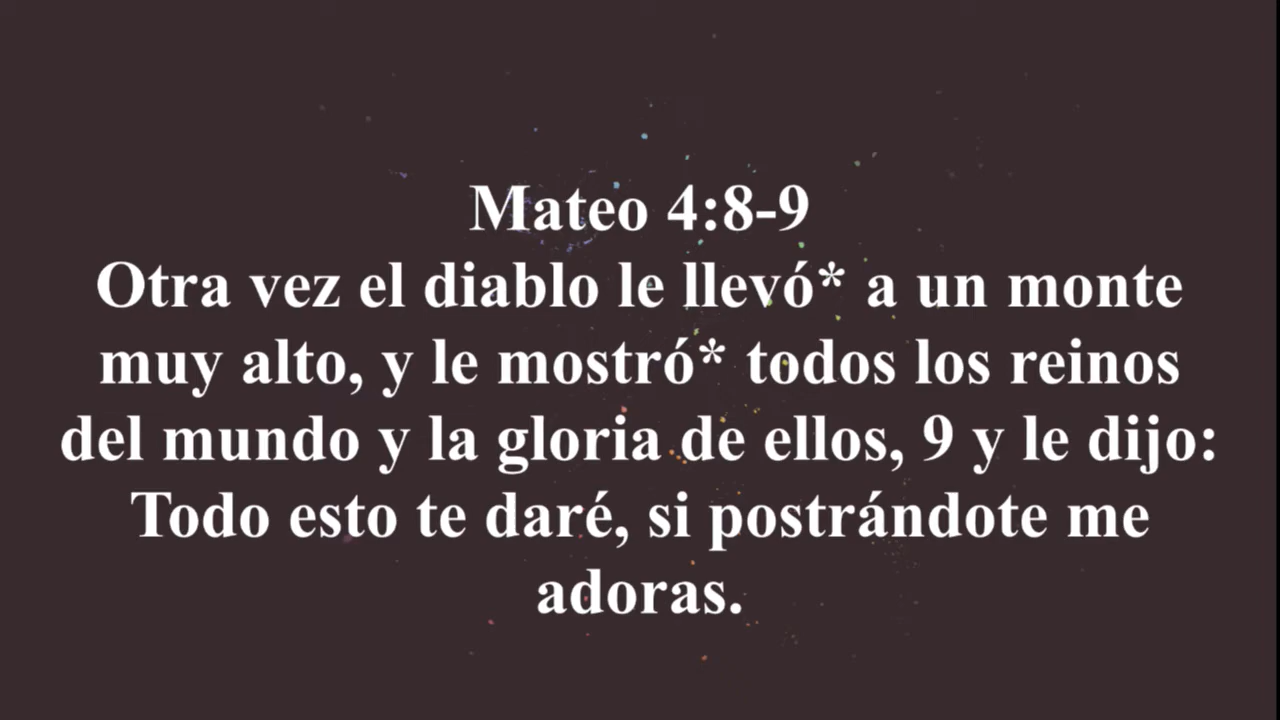 Mateo 4:8-9
Otra vez el diablo le llevó* a un monte
muy alto, y le mostró* todos los reinos
del mundo y la gloria de ellos, 9 y le dijo:
Todo esto te daré, si postrándote me
adoras.